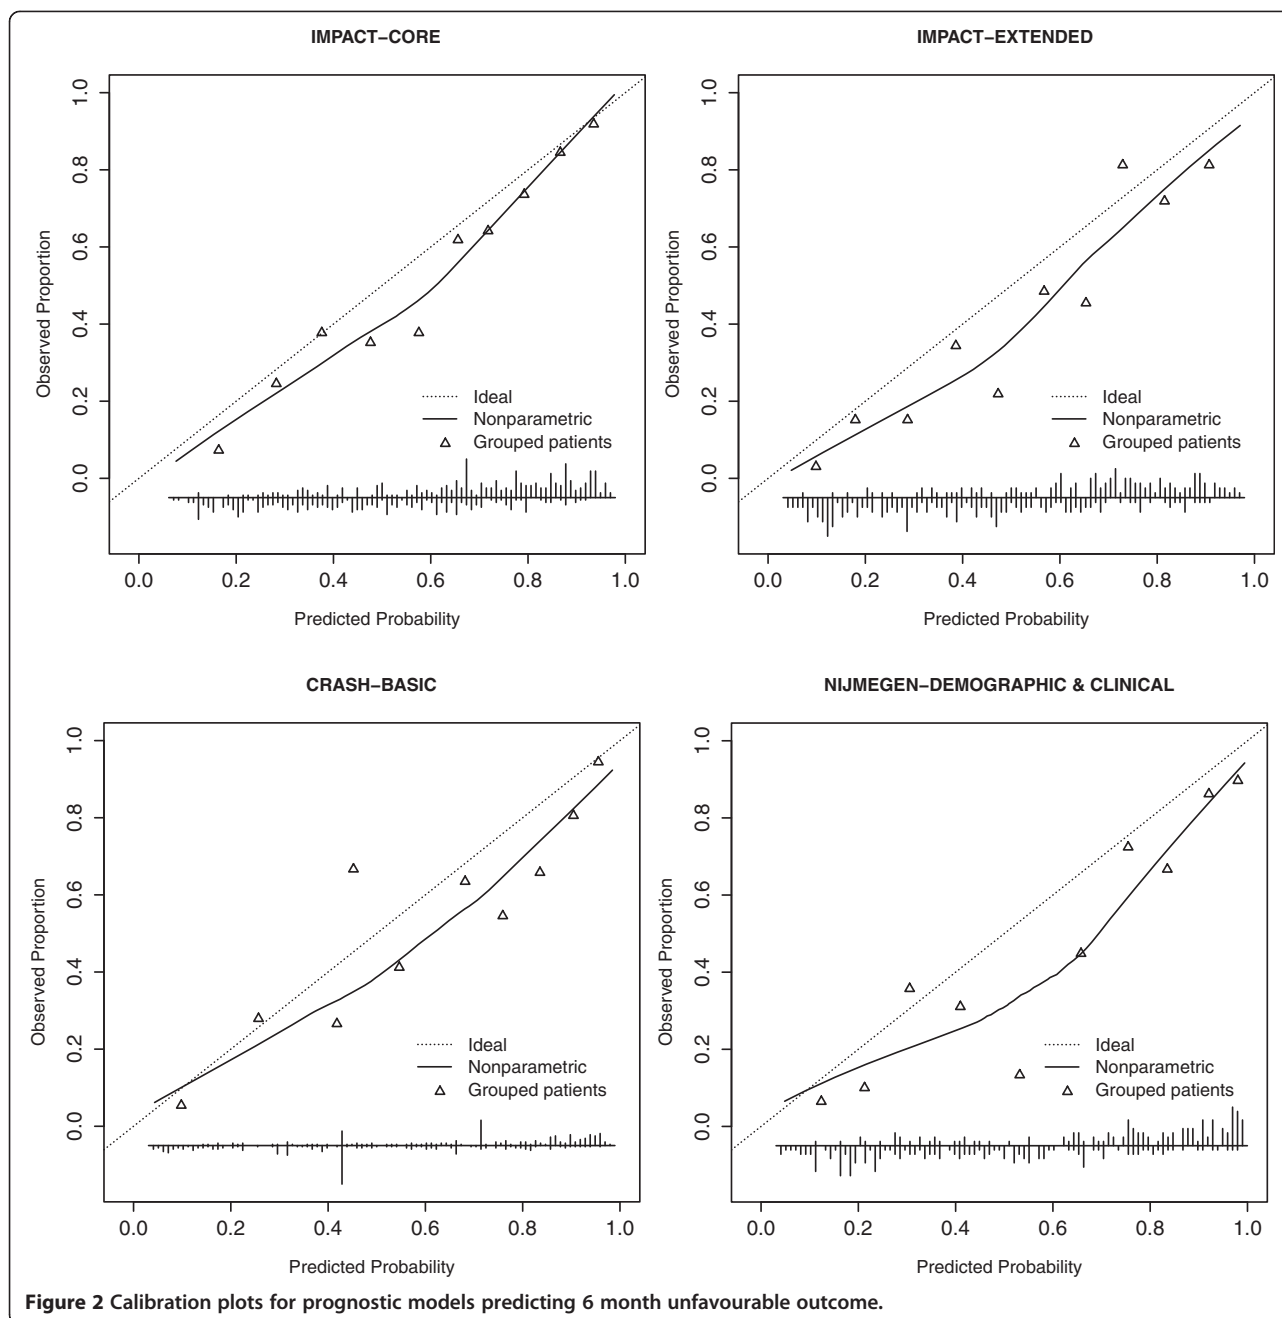 IMPACT–CORE
1.0
0.8
0.6
0.4
0.2
0.0
Observed Proportion
Ideal
Nonparametric
Grouped patients
0.0 0.2 0.4 0.6 0.8 1.0
Predicted Probability
IMPACT–EXTENDED
1.0
0.8
0.6
0.4
0.2
0.0
Observed Proportion
Ideal
Nonparametric
Grouped patients
0.0 0.2 0.4 0.6 0.8 1.0
Predicted Probability
CRASH–BASIC
1.0
0.8
0.6
0.4
0.2
0.0
Observed Proportion
Ideal
Nonparametric
Grouped patients
0.0 0.2 0.4 0.6 0.8 1.0
Predicted Probability
NIJMEGEN–DEMOGRAPHIC & CLINICAL
1.0
0.8
0.6
0.4
0.2
0.0
Observed Proportion
Ideal
Nonparametric
Grouped patients
0.0 0.2 0.4 0.6 0.8 1.0
Predicted Probability
Figure 2 Calibration plots for prognostic models predicting 6 month unfavourable outcome.